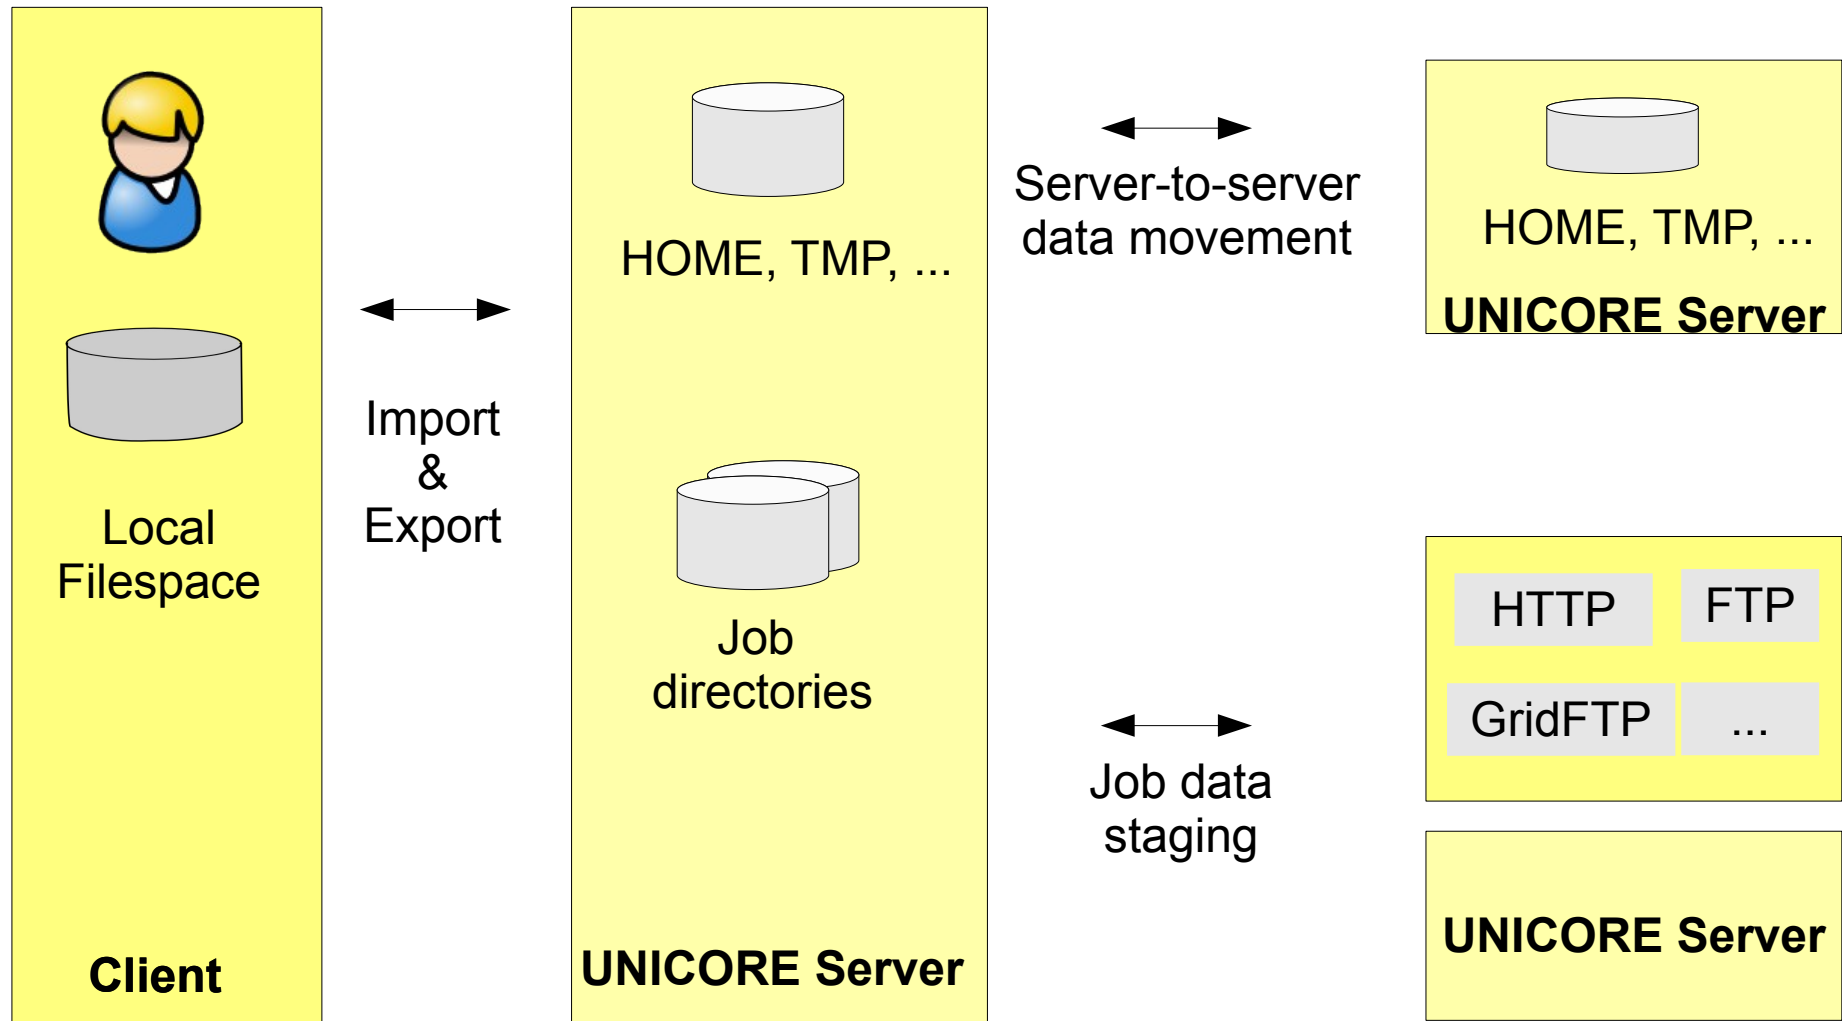 Local
Filespace
Client
Import
&
Export
HOME, TMP, ...
Job
directories
UNICORE Server
Server-to-server
data movement
Job data
staging
HOME, TMP, ...
UNICORE Server
HTTP
FTP
GridFTP
...
UNICORE Server